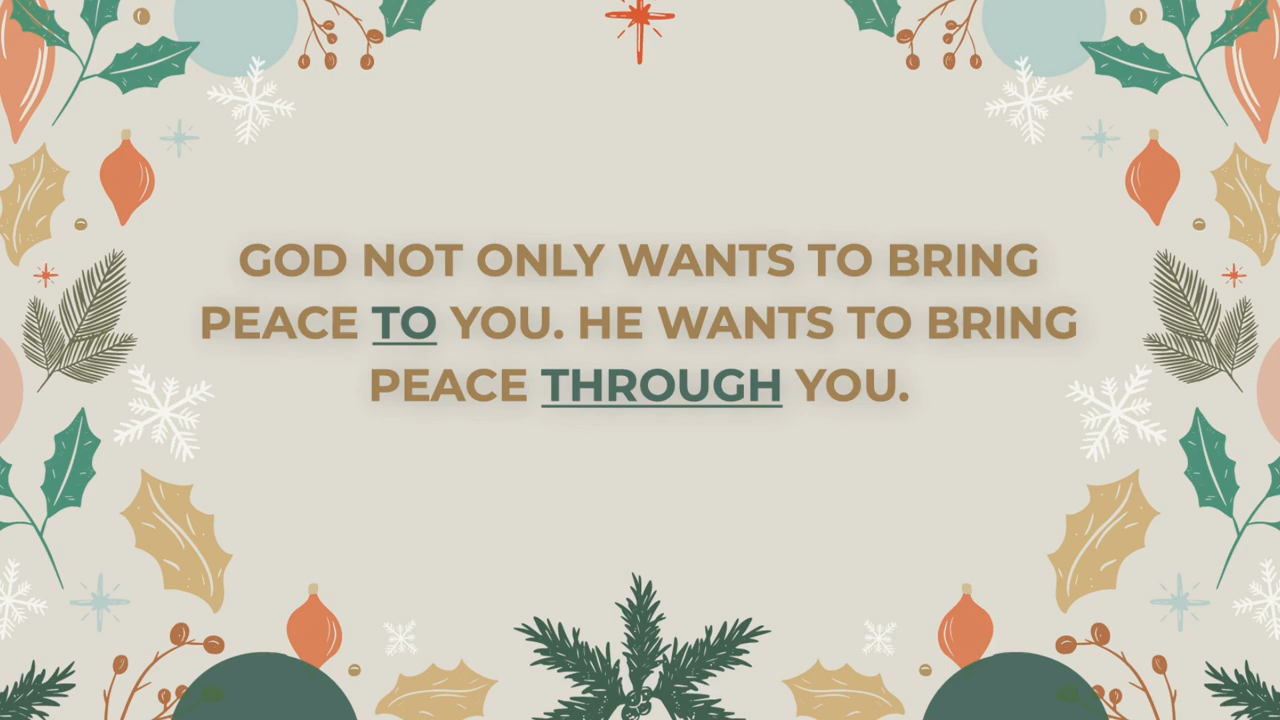 GOD NOT ONLY WANTS TO BRING
PEACE TO YOU. HE WANTS TO BRING
PEACE THROUGH YOU.